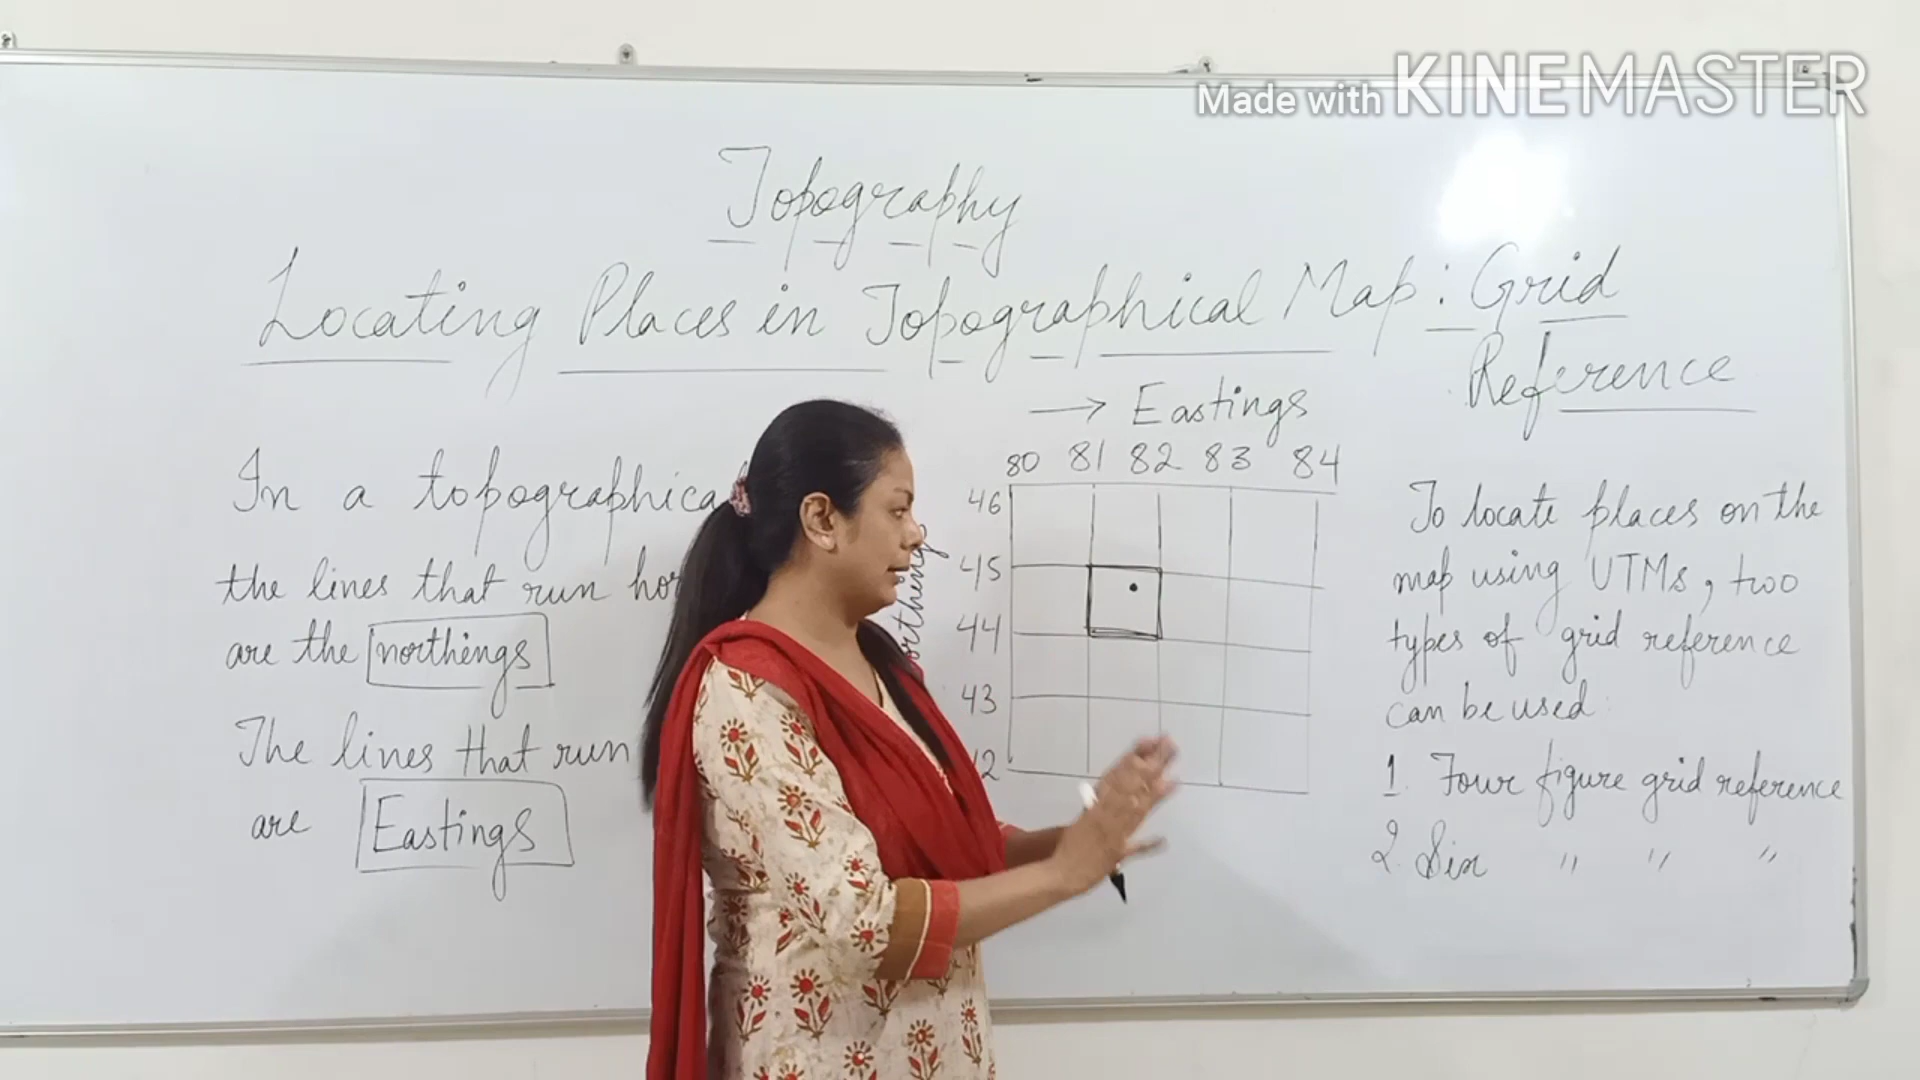 Made with KINEMASTER
Topography
Locating Places in Topographical Map : Grid
Reference
In a topographica
the lines that run hor
are the northings
The lines that run
are Eastings
→ Eastings
80 81 82 83 84
46
45
44
43
12
orthings
To locate places on the
map using UTMs, two
types of grid reference
can be used:
1. Four figure grid reference
2. Six " " "